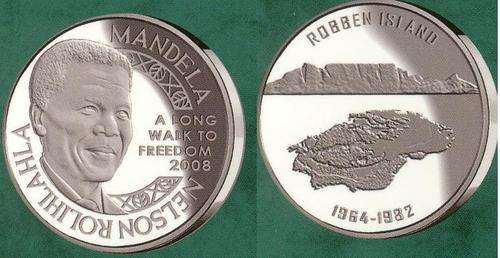 MANDELA
A LONG
WALK TO
FREEDOM
2008
NELSON ROLIHLAHLA
ROBBEN ISLAND
1964-1982